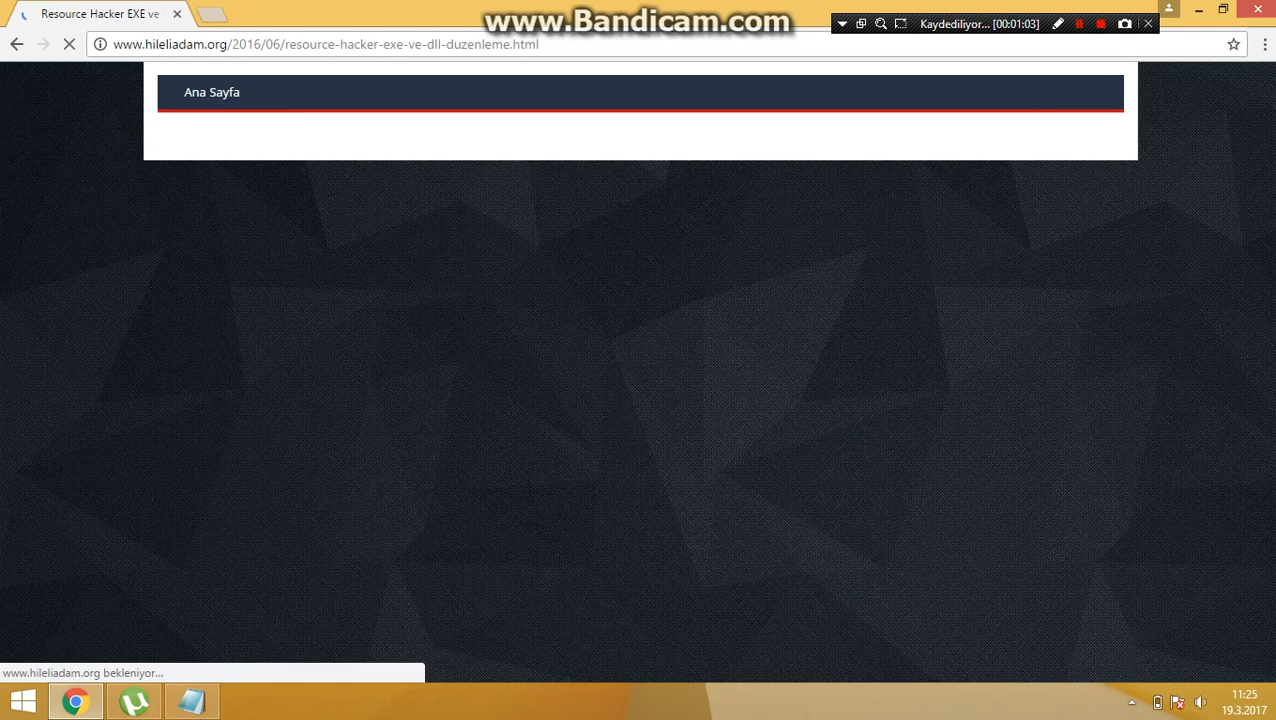 www.Bandicam.com
Resource Hacker EXE ve
Kaydediliyor... [00:01:03]
www.hileliadam.org/2016/06/resource-hacker-exe-ve-dll-duzenleme.html
Ana Sayfa
www.hileliadam.org bekleniyor...
11:25
19.3.2017